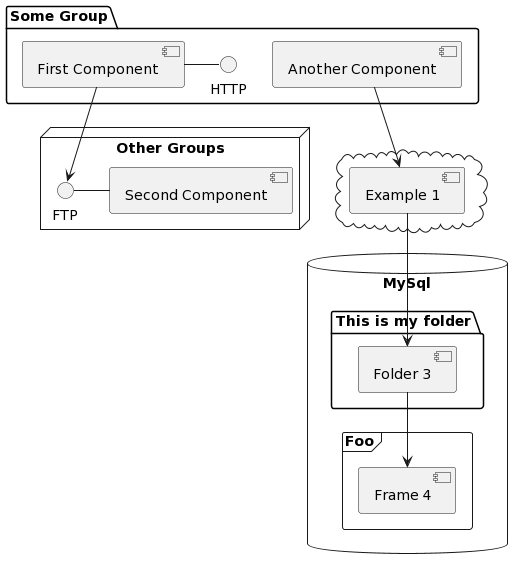 Some Group
First Component
HTTP
Another Component
Other Groups
FTP
Second Component
Example 1
MySql
This is my folder
Folder 3
Foo
Frame 4